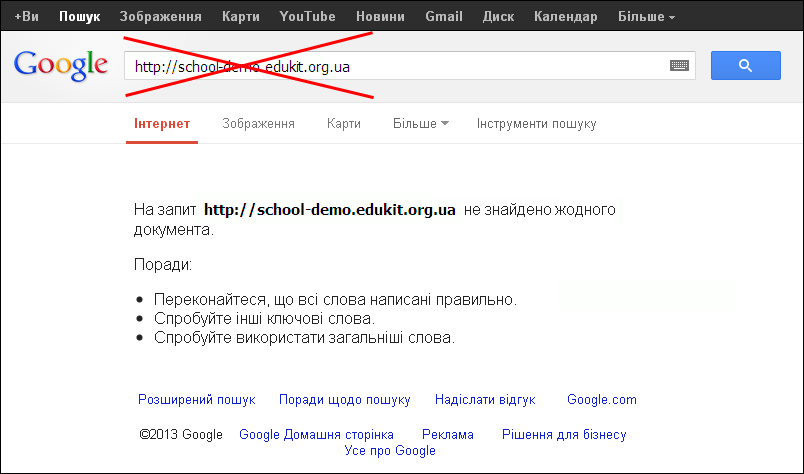 +Ви Пошук Зображення Карти YouTube Новини Gmail Диск Календар Більше
Google http://school-demo.edukit.org.ua
Інтернет Зображення Карти Більше Інструменти пошуку
На запит http://school-demo.edukit.org.ua не знайдено жодного
документа.
Поради:
• Переконайтеся, що всі слова написані правильно.
• Спробуйте інші ключові слова.
• Спробуйте використати загальніші слова.
Розширений пошук Поради щодо пошуку Надіслати відгук Google.com
©2013 Google Google Домашня сторінка Реклама Рішення для бізнесу
Усе про Google